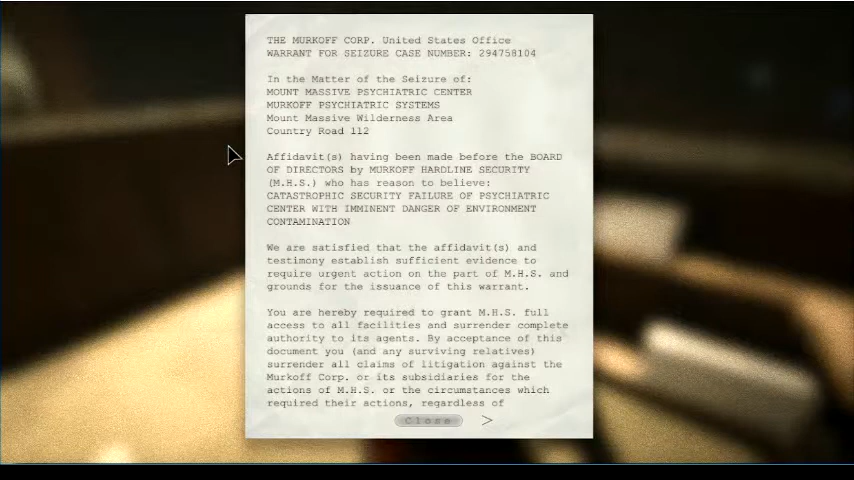 THE MURKOFF CORP. United States Office
WARRANT FOR SEIZURE CASE NUMBER: 294758104
In the Matter of the Seizure of:
MOUNT MASSIVE PSYCHIATRIC CENTER
MURKOFF PSYCHIATRIC SYSTEMS
Mount Massive Wilderness Area
Country Road 112
Affidavit(s) having been made before the BOARD
OF DIRECTORS by MURKOFF HARDLINE SECURITY
(M.H.S.) who has reason to believe:
CATASTROPHIC SECURITY FAILURE OF PSYCHIATRIC
CENTER WITH IMMINENT DANGER OF ENVIRONMENT
CONTAMINATION
We are satisfied that the affidavit(s) and
testimony establish sufficient evidence to
require urgent action on the part of M.H.S. and
grounds for the issuance of this warrant.
You are hereby required to grant M.H.S. full
access to all facilities and surrender complete
authority to its agents. By acceptance of this
document you (and any surviving relatives)
surrender all claims of litigation against the
Murkoff Corp. or its subsidiaries for the
actions of M.H.S. or the circumstances which
required their actions, regardless of
Close >